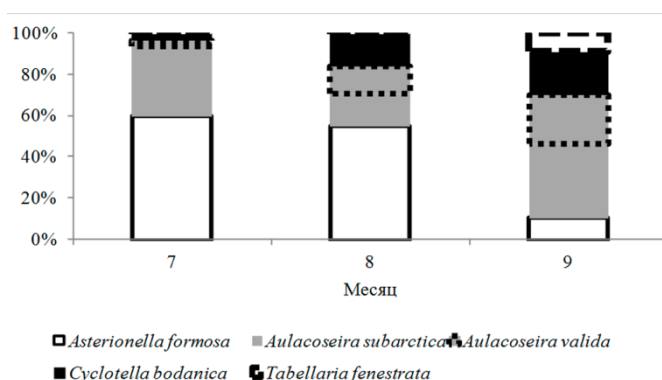 100%
80%
60%
40%
20%
0%
7 8 9
Месяц
Asterionella formosa Aulacoseira subarctica Aulacoseira valida
Cyclotella bodanica Tabellaria fenestrata